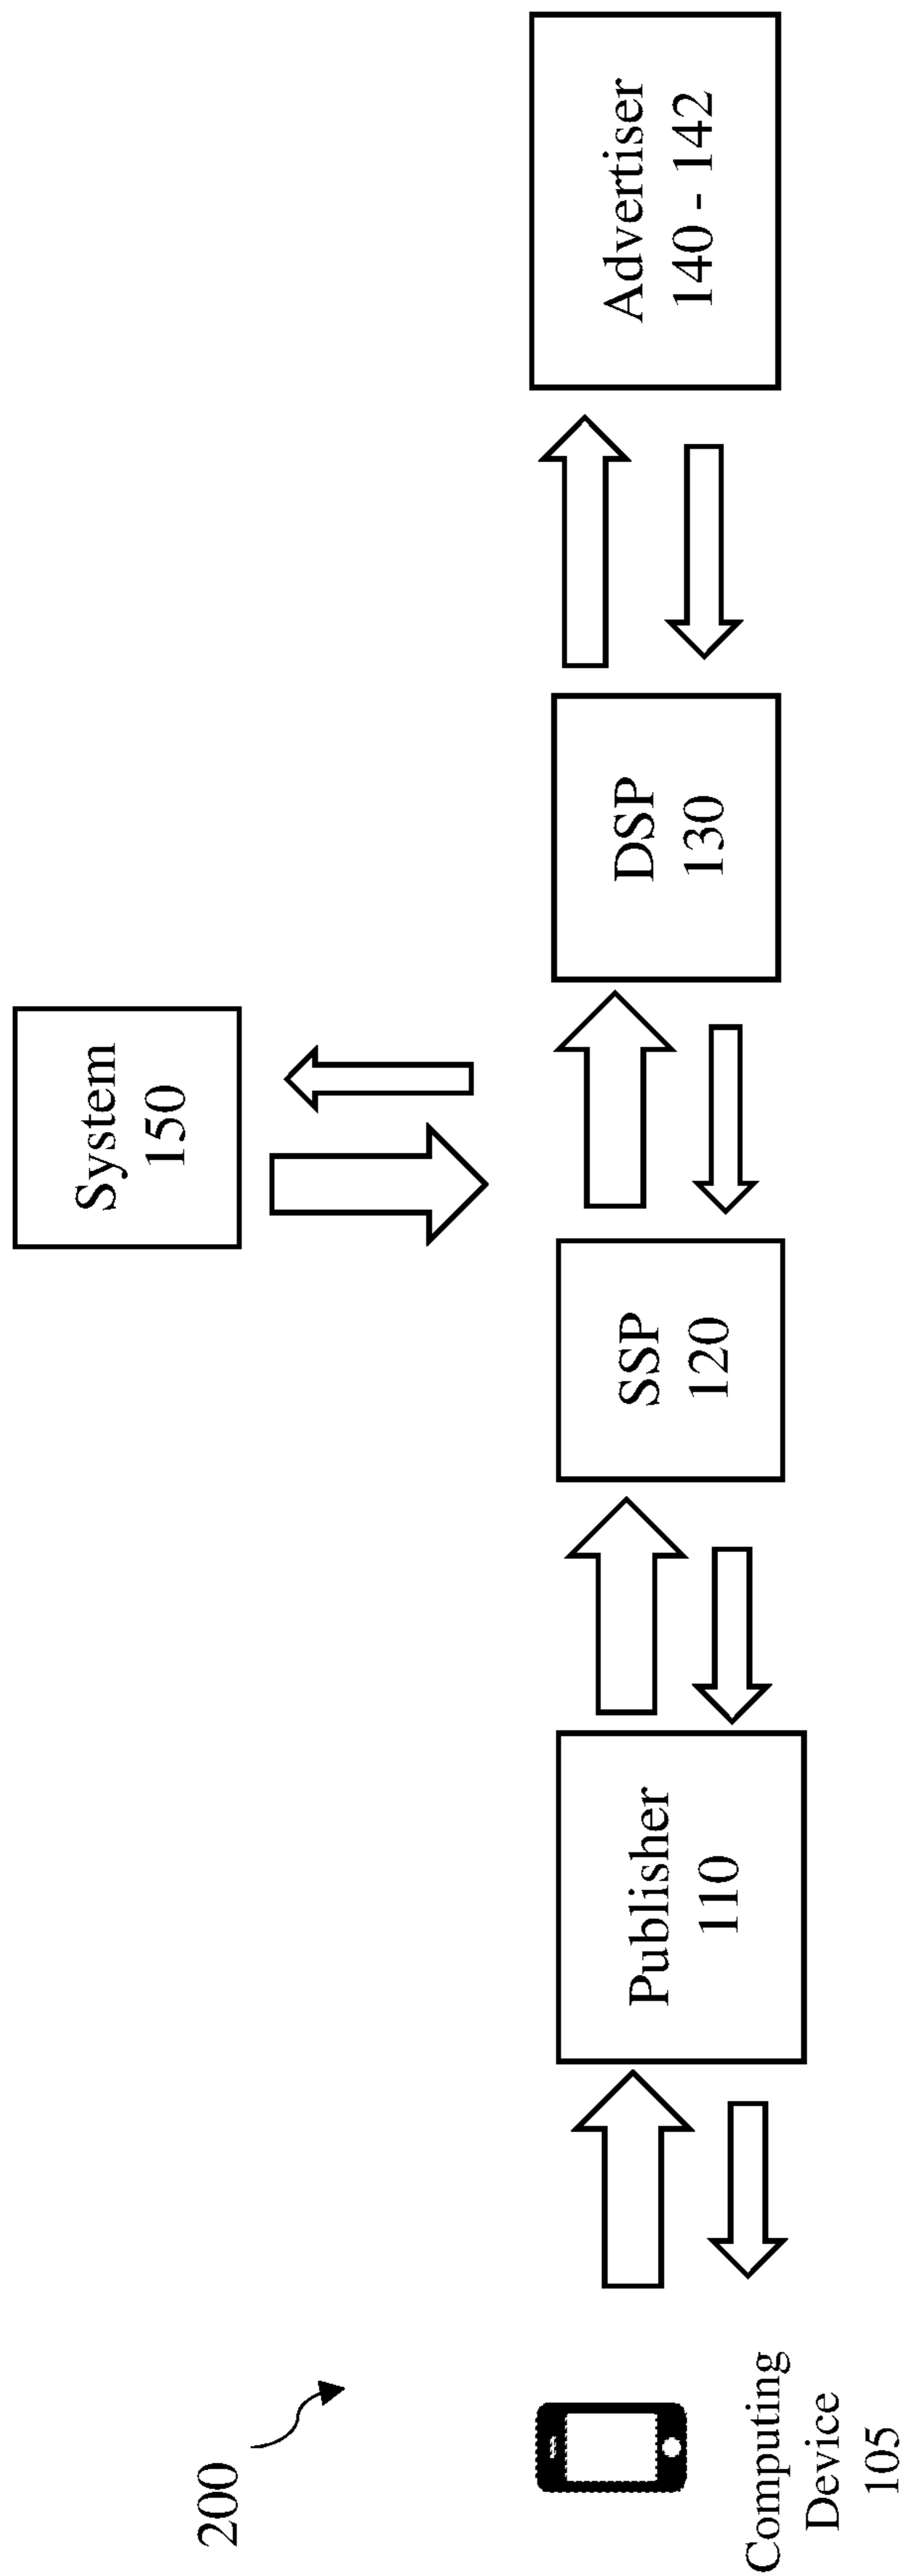 200
System
150
Computing
Device
105
Publisher
110
SSP
120
DSP
130
Advertiser
140 - 142